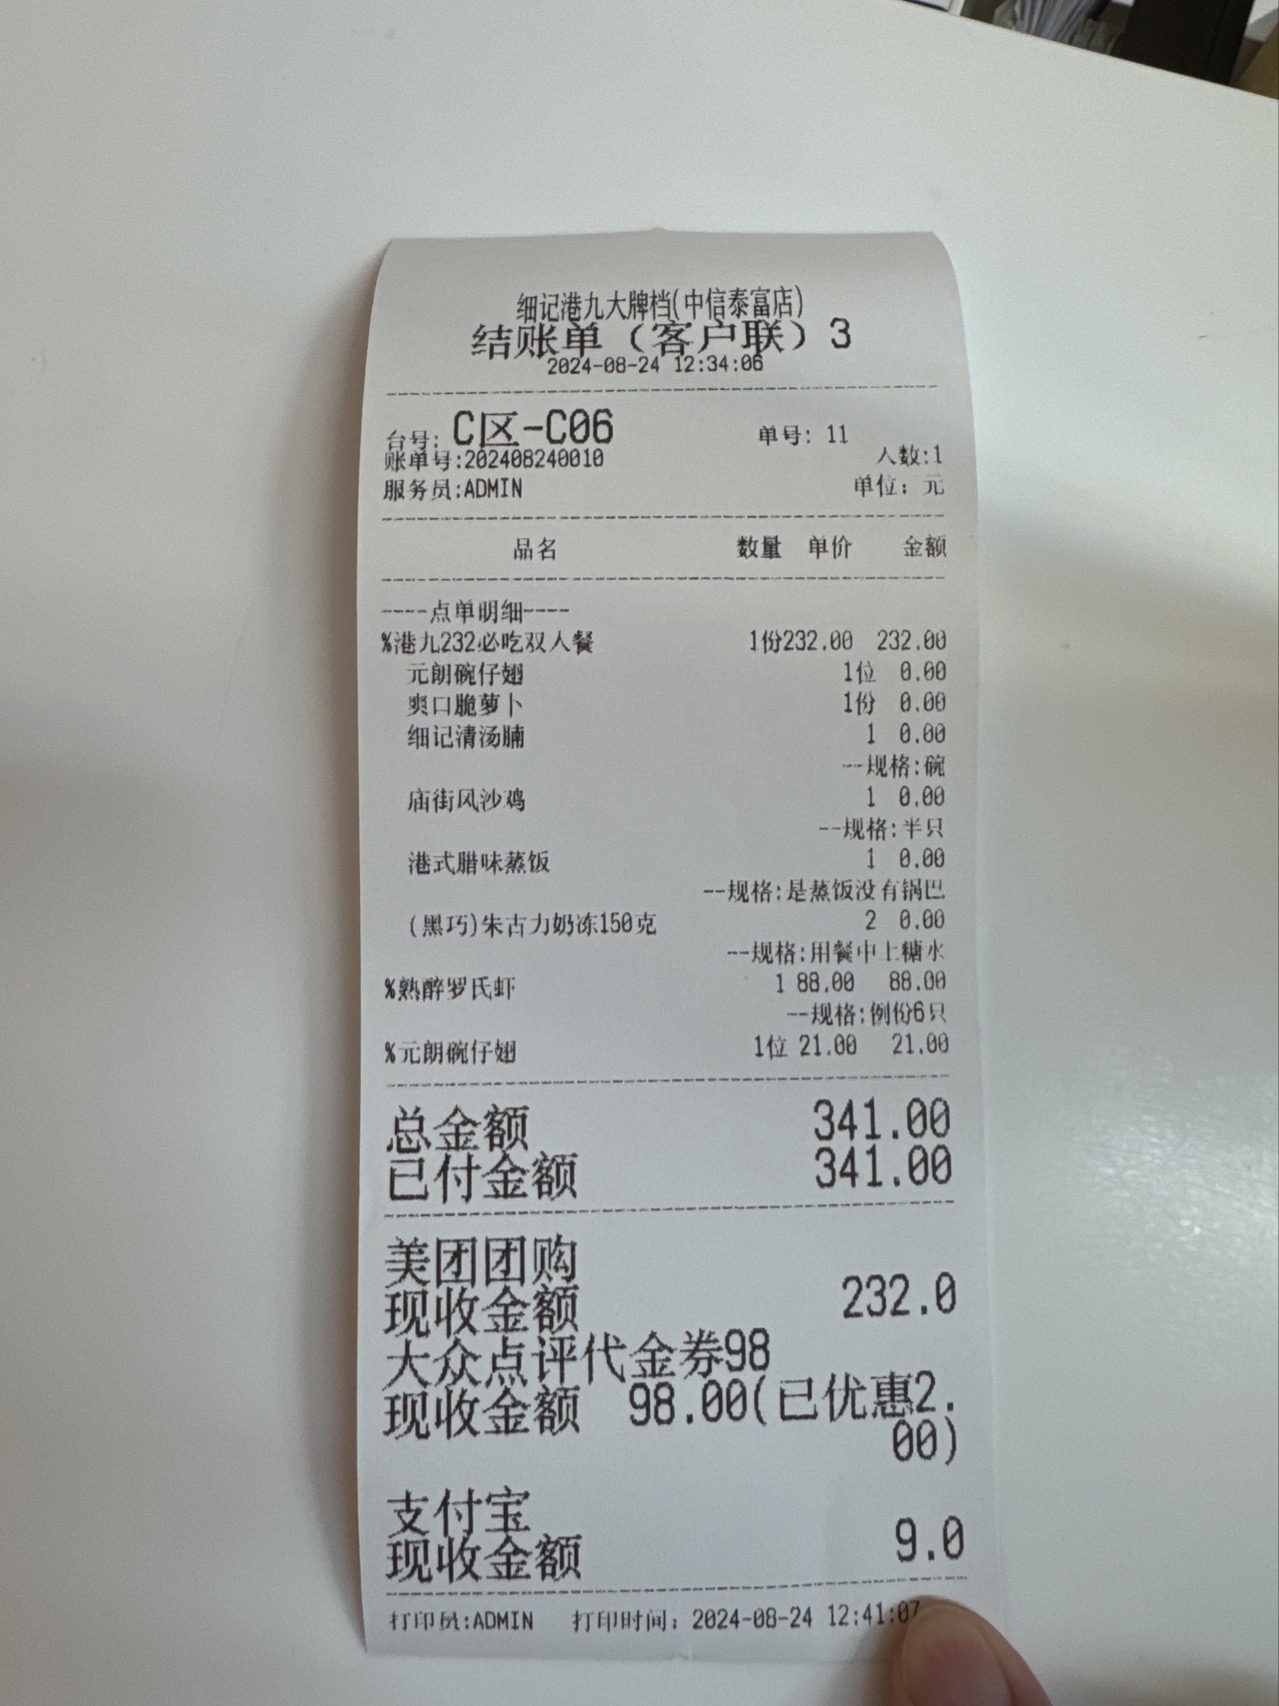 细记港九大牌档(中信泰富店)
结账单（客户联）3
2024-08-24 12:34:06
台号: C区-C06 单号: 11
账单号:202408240010 人数:1
服务员:ADMIN 单位: 元
品名 数量 单价 金额
----点单明细----
%港九232必吃双人餐 1份232.00 232.00
元朗碗仔翅 1位 0.00
爽口脆萝卜 1份 0.00
细记清汤腩 1 0.00
--规格:碗
庙街风沙鸡 1 0.00
--规格:半只
港式腊味蒸饭 1 0.00
--规格:是蒸饭没有锅巴
(黑巧)朱古力奶冻150克 2 0.00
--规格:用餐中上糖水
%熟醉罗氏虾 1 88.00 88.00
--规格:例份6只
%元朗碗仔翅 1位 21.00 21.00
总金额 341.00
已付金额 341.00
美团团购
现收金额 232.0
大众点评代金券98
现收金额 98.00(已优惠2.
00)
支付宝
现收金额 9.0
打印员:ADMIN 打印时间: 2024-08-24 12:41:07